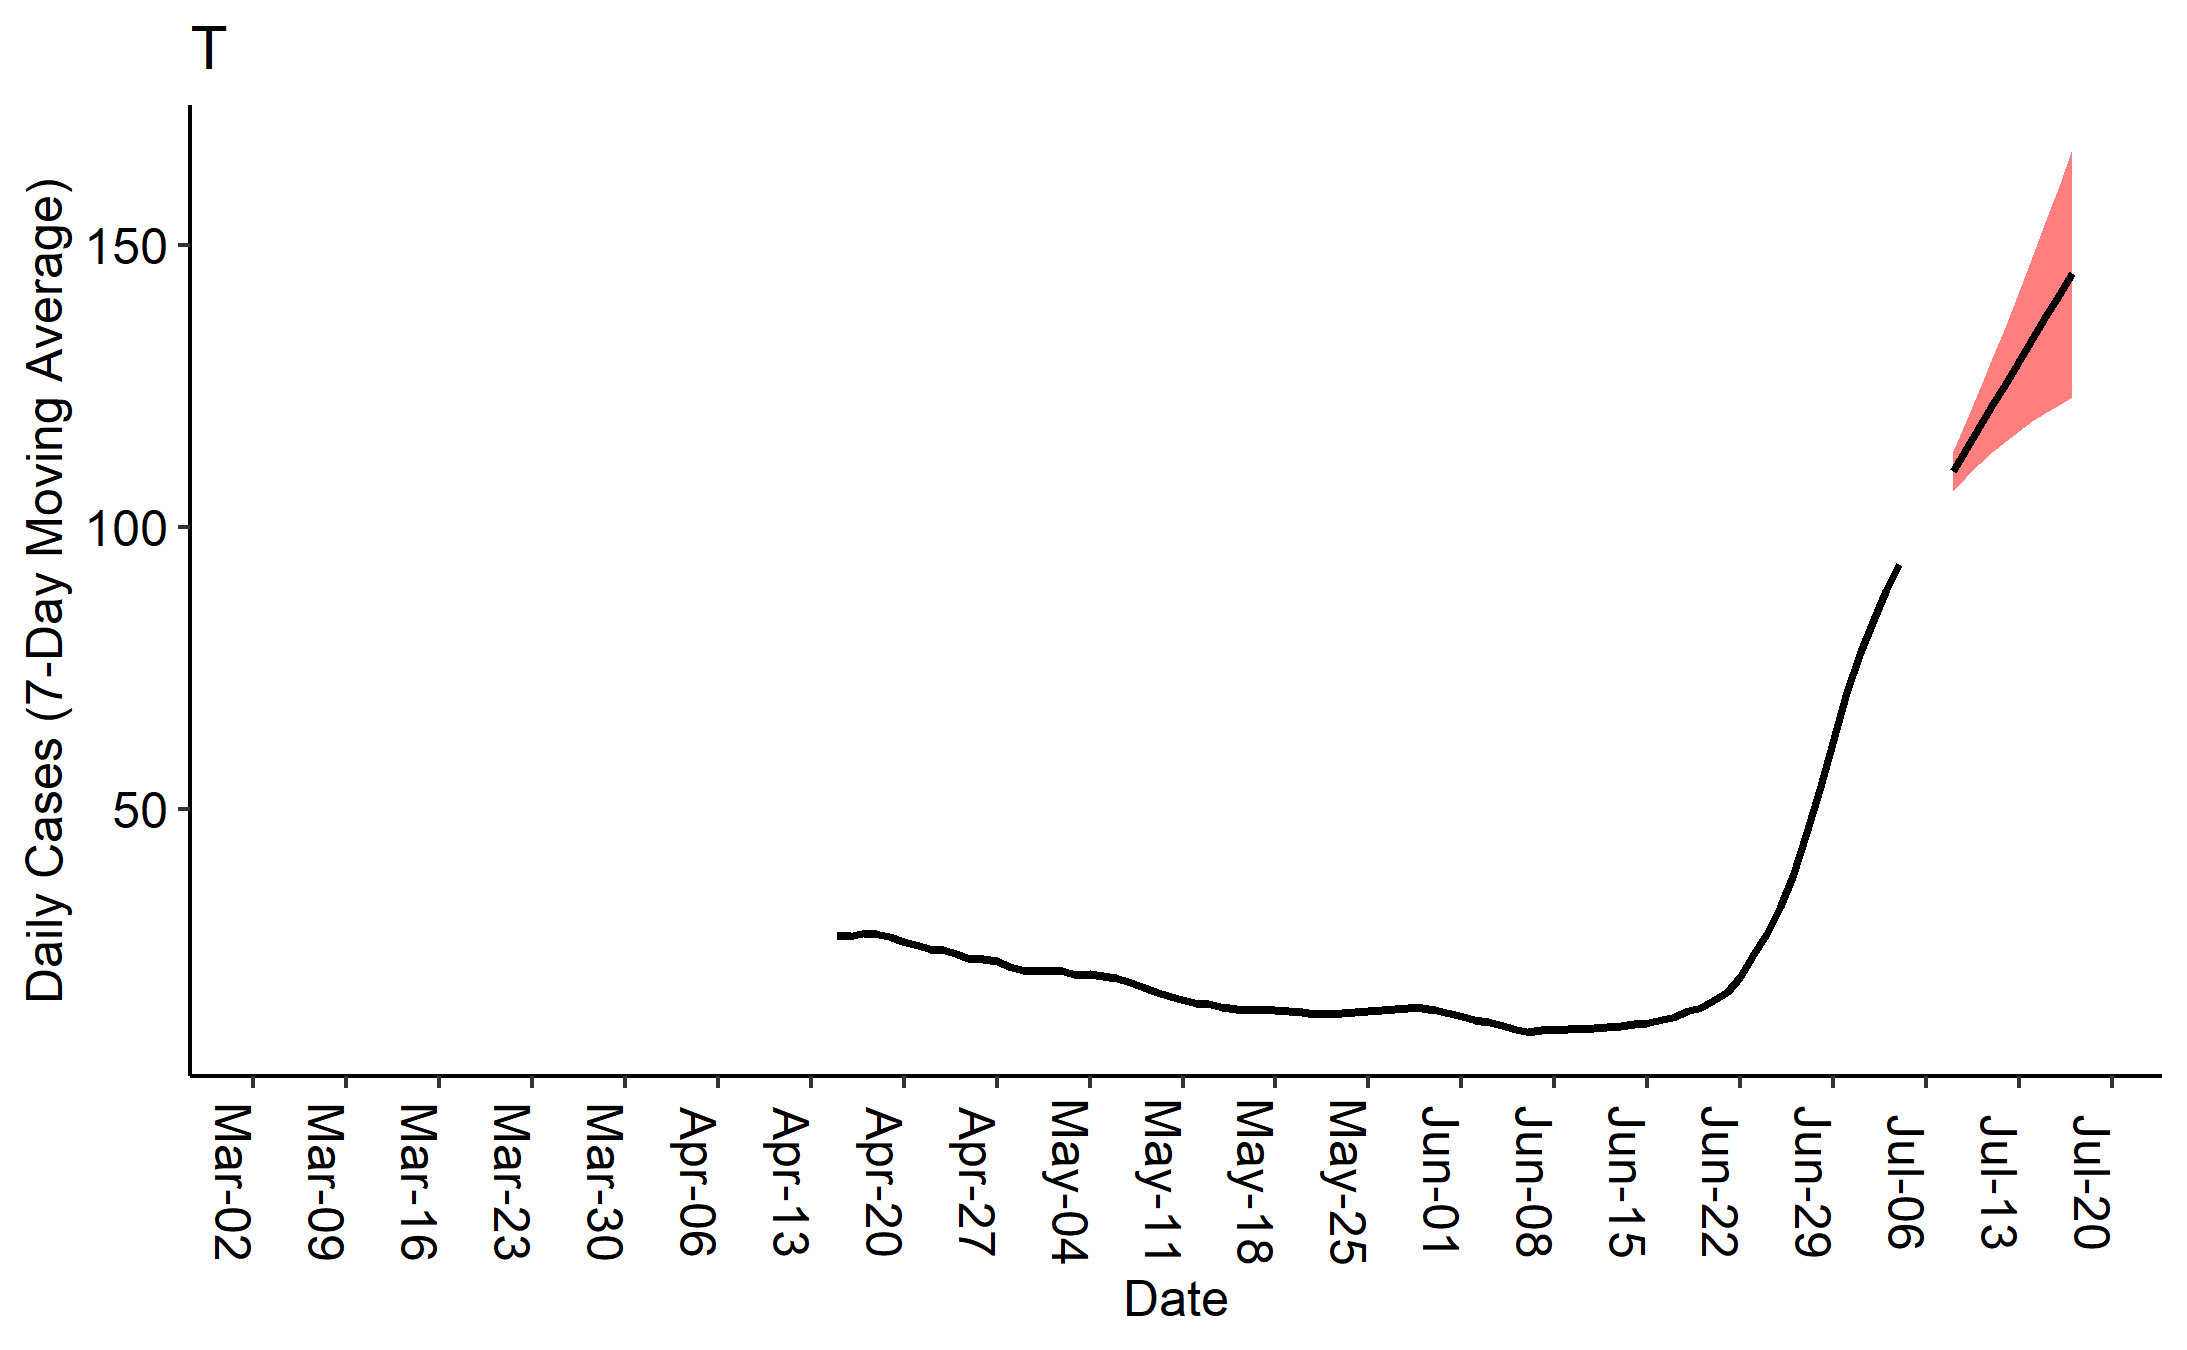 T
Daily Cases (7-Day Moving Average)
150
100
50
Mar-02
Mar-09
Mar-16
Mar-23
Mar-30
Apr-06
Apr-13
Apr-20
Apr-27
May-04
May-11
May-18
May-25
Jun-01
Jun-08
Jun-15
Jun-22
Jun-29
Jul-06
Jul-13
Jul-20
Date